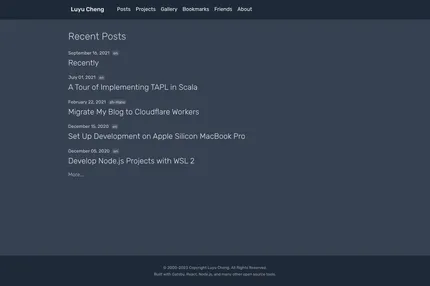 Luyu Cheng Posts Projects Gallery Bookmarks Friends About
Recent Posts
September 15, 2021 en
Recently
July 01, 2021 en
A Tour of Implementing TAPL in Scala
February 22, 2021 zh-Hans
Migrate My Blog to Cloudflare Workers
December 15, 2020 en
Set Up Development on Apple Silicon MacBook Pro
December 05, 2020 en
Develop Node.js Projects with WSL 2
More...
Copyright Luyu Cheng. All Rights Reserved.
Built with Gatsby, React, Node.js, and many other open source tools.